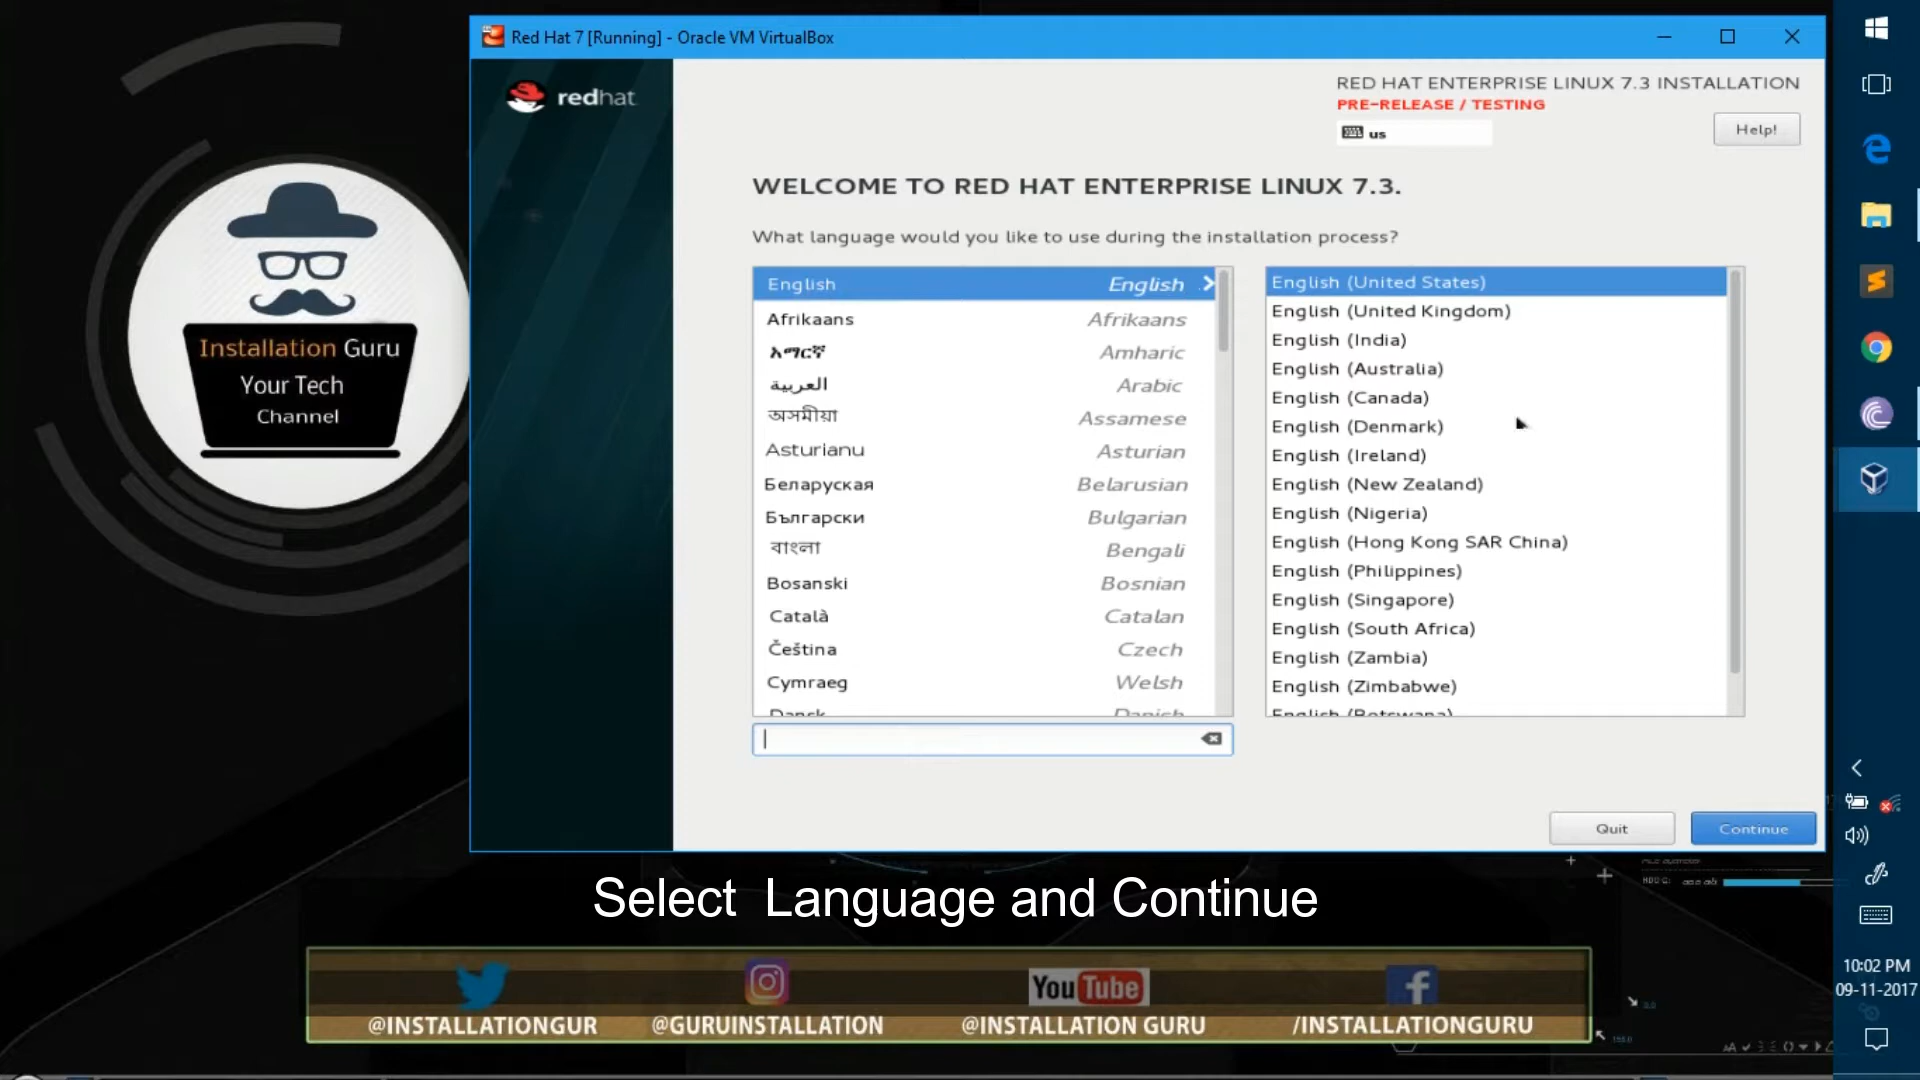 Red Hat 7 [Running] - Oracle VM VirtualBox
redhat
RED HAT ENTERPRISE LINUX 7.3 INSTALLATION
PRE-RELEASE / TESTING
us
Help!
WELCOME TO RED HAT ENTERPRISE LINUX 7.3.
What language would you like to use during the installation process?
English English
Afrikaans Afrikaans
አማርኛ Amharic
العربية Arabic
অসমীয়া Assamese
Asturianu Asturian
Беларуская Belarusian
Български Bulgarian
বাংলা Bengali
Bosanski Bosnian
Català Catalan
Čeština Czech
Cymraeg Welsh
Dansk Danish
English (United States)
English (United Kingdom)
English (India)
English (Australia)
English (Canada)
English (Denmark)
English (Ireland)
English (New Zealand)
English (Nigeria)
English (Hong Kong SAR China)
English (Philippines)
English (Singapore)
English (South Africa)
English (Zambia)
English (Zimbabwe)
English (Botswana)
Quit
Continue
Installation Guru
Your Tech
Channel
Select Language and Continue
YouTube
@INSTALLATIONGUR
@GURUINSTALLATION
@INSTALLATION GURU
/INSTALLATIONGURU
10:02 PM
09-11-2017